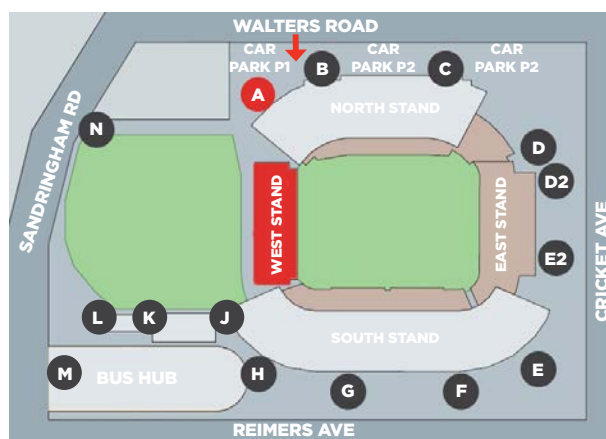 WALTERS ROAD
CAR
PARK P1
CAR
PARK P2
CAR
PARK P2
A
B
C
NORTH STAND
N
D
D2
SANDRINGHAM RD
WEST STAND
EAST STAND
CRICKET AVE
E2
L
K
J
SOUTH STAND
M
BUS HUB
H
G
F
E
REIMERS AVE